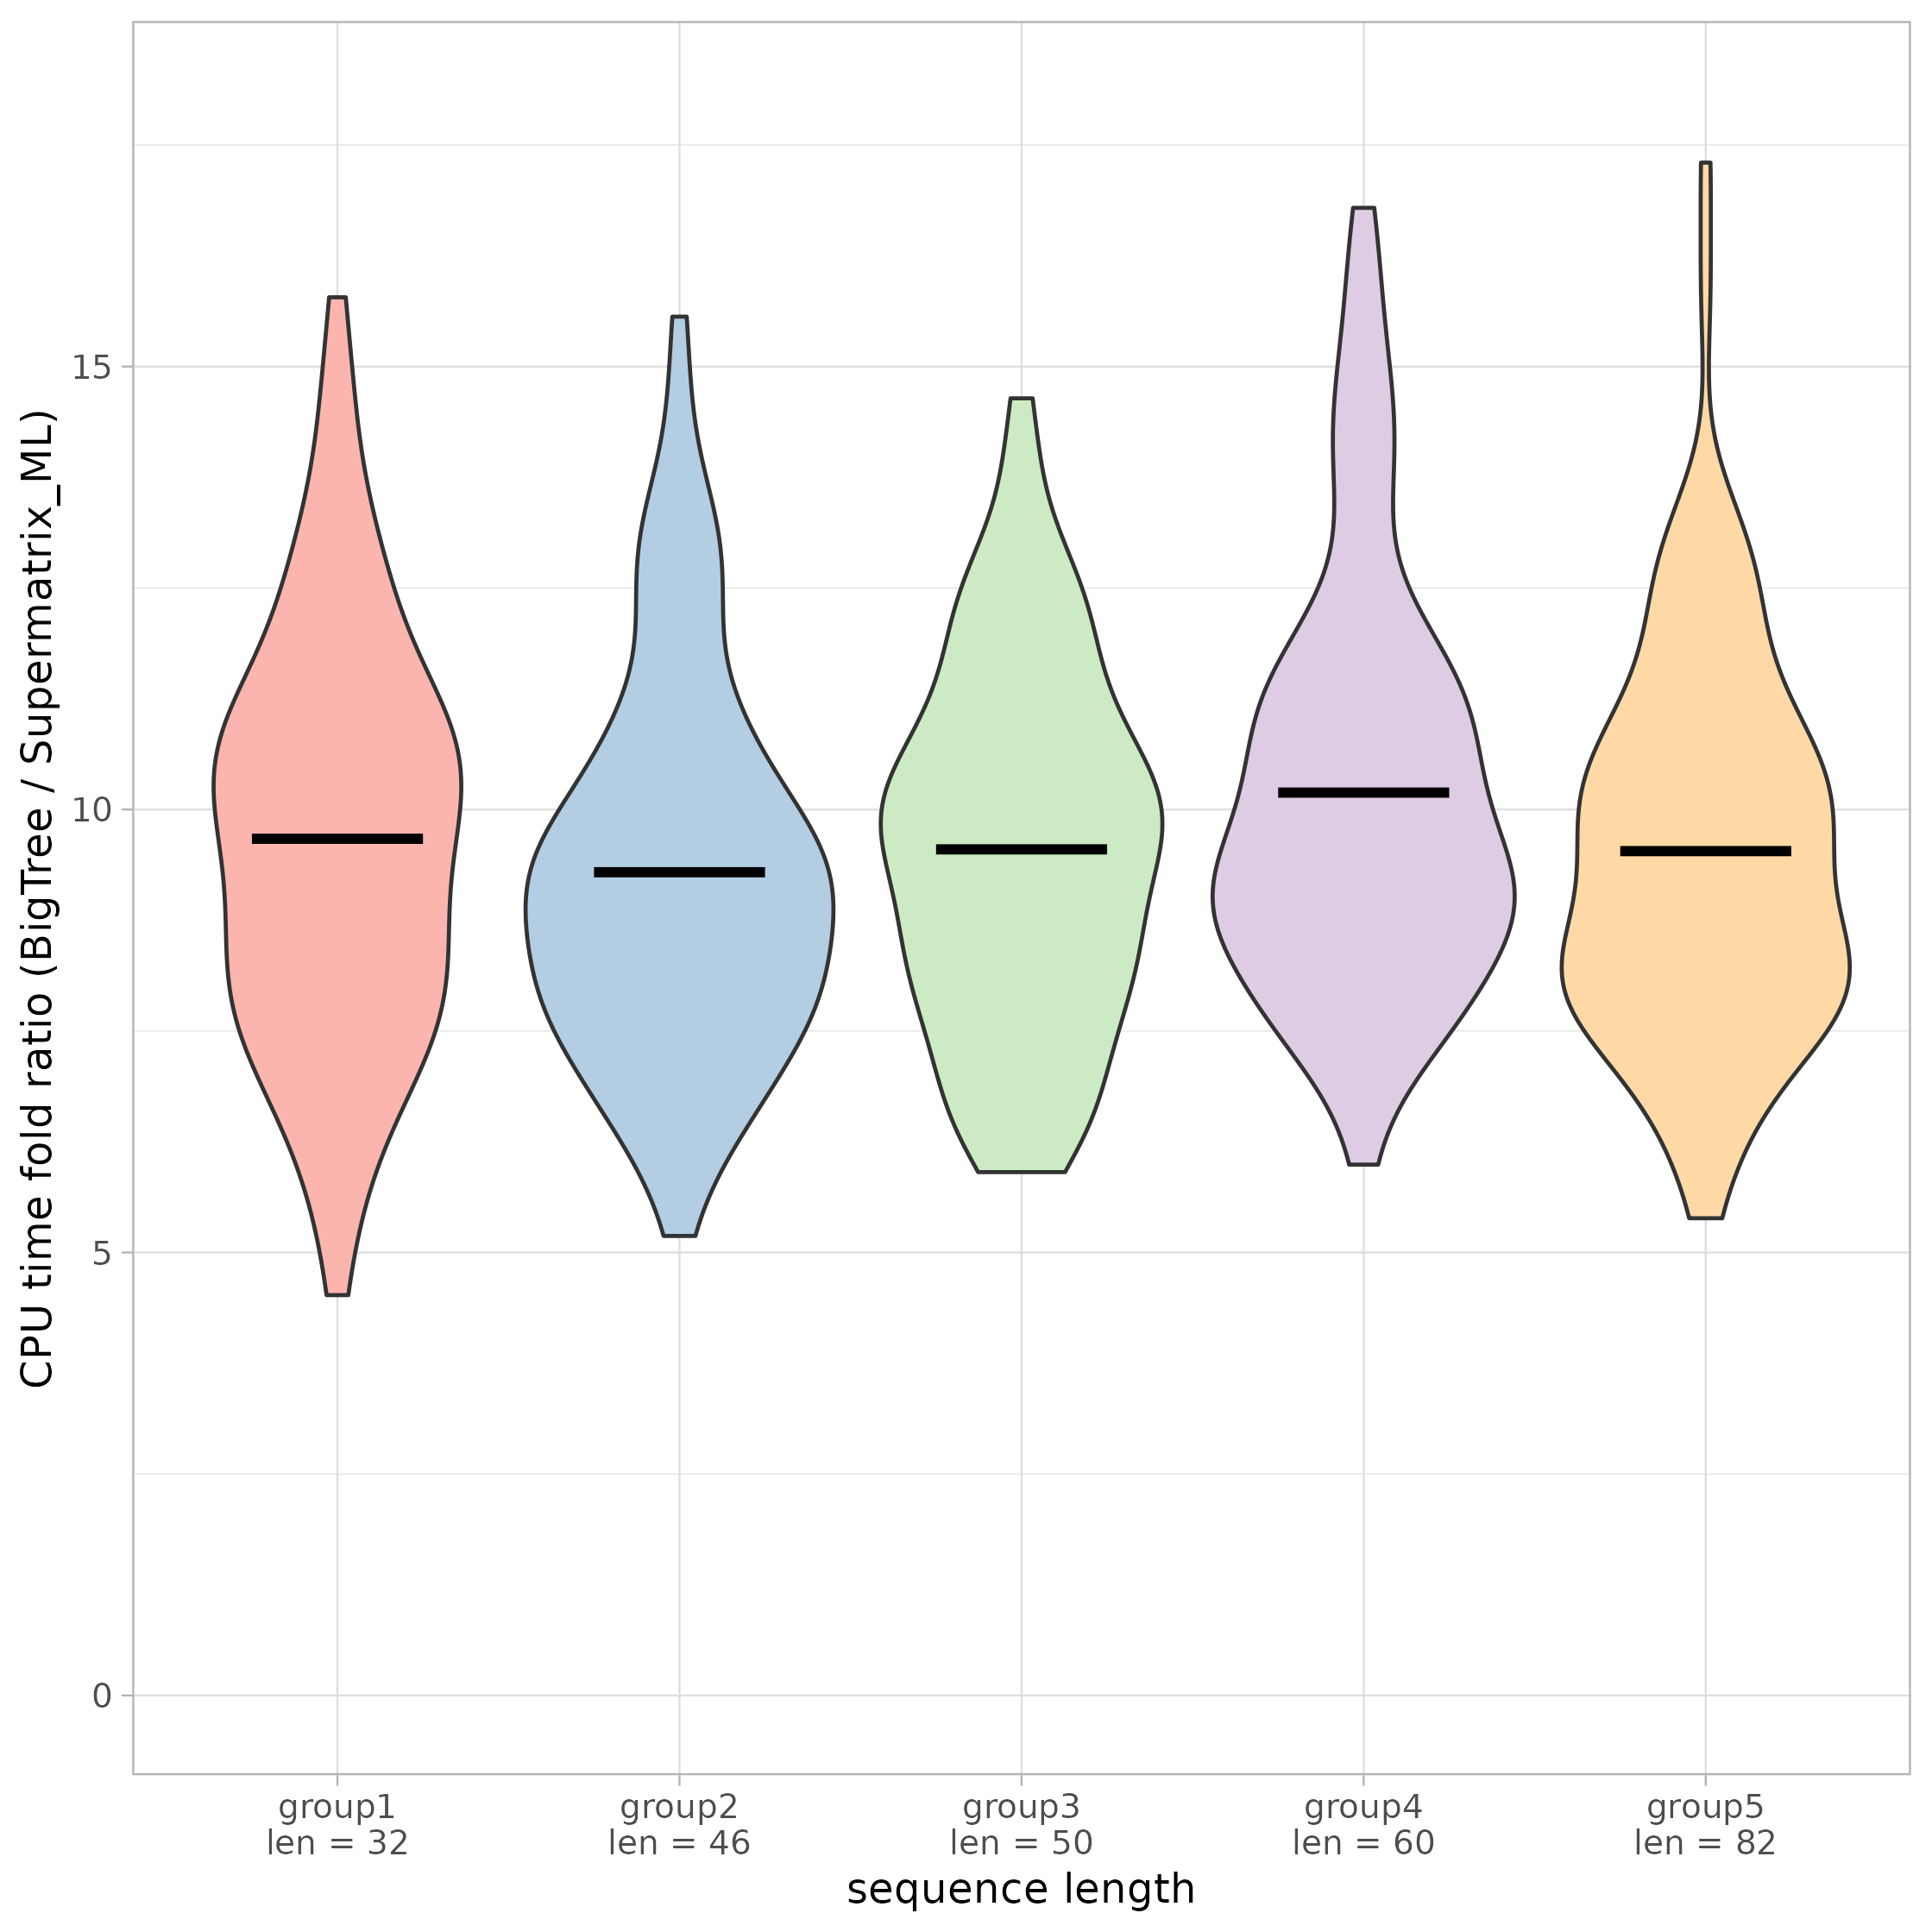 CPU time fold ratio (BigTree / Supermatrix_ML)
15
10
5
0
group1
len = 32
group2
len = 46
group3
len = 50
group4
len = 60
group5
len = 82
sequence length